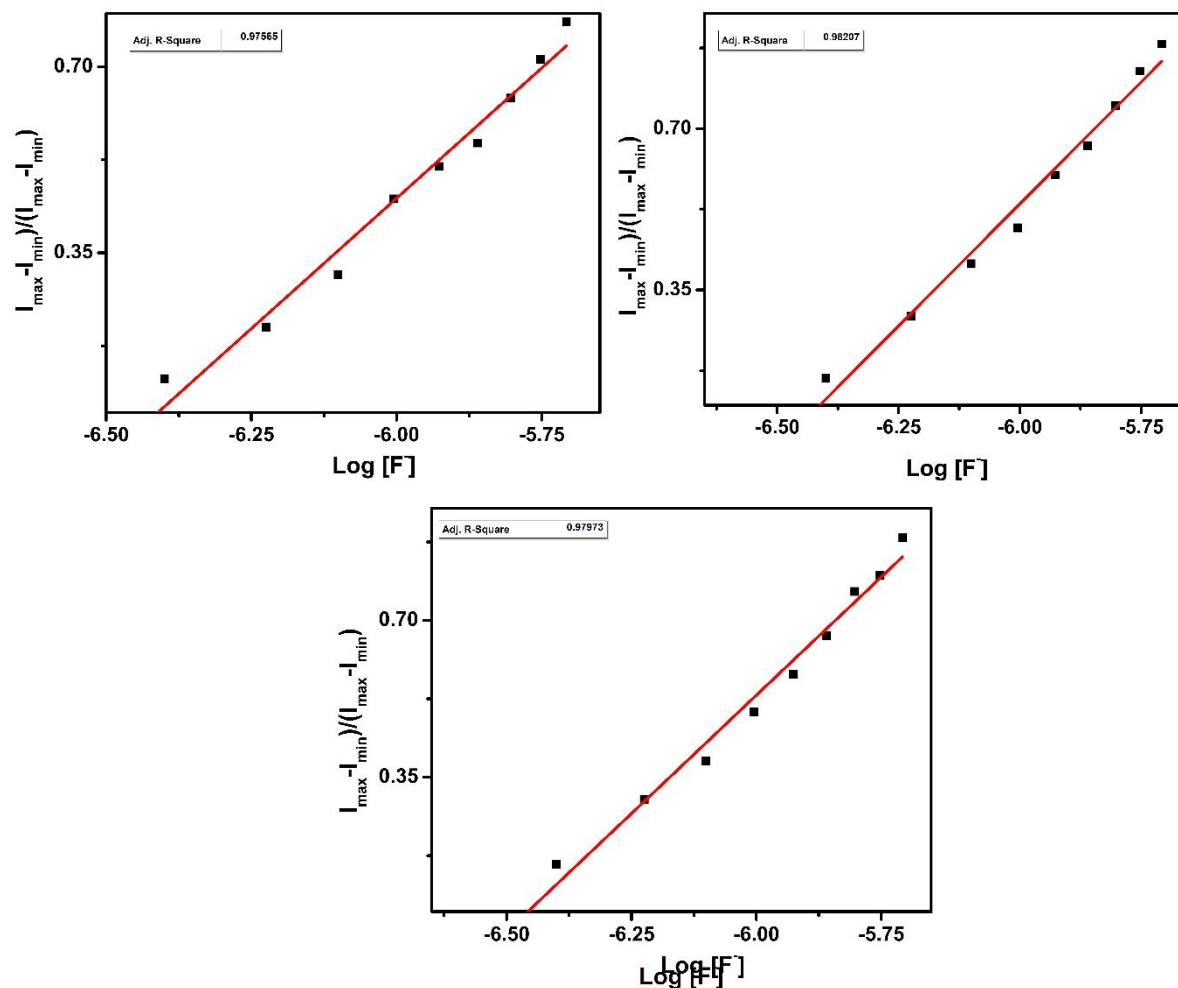 Adj. R-Square 0.97565
0.70
0.35
I_max-I_min)/(I_max-I_min)
-6.50 -6.25 -6.00 -5.75
Log [F⁻]
Adj. R-Square 0.98207
0.70
0.35
I_max-I_min)/(I_max-I_min)
-6.50 -6.25 -6.00 -5.75
Log [F⁻]
Adj. R-Square 0.97973
0.70
0.35
I_max-I_min)/(I_max-I_min)
-6.50 -6.25 -6.00 -5.75
Log [F⁻]
Log [F⁻]